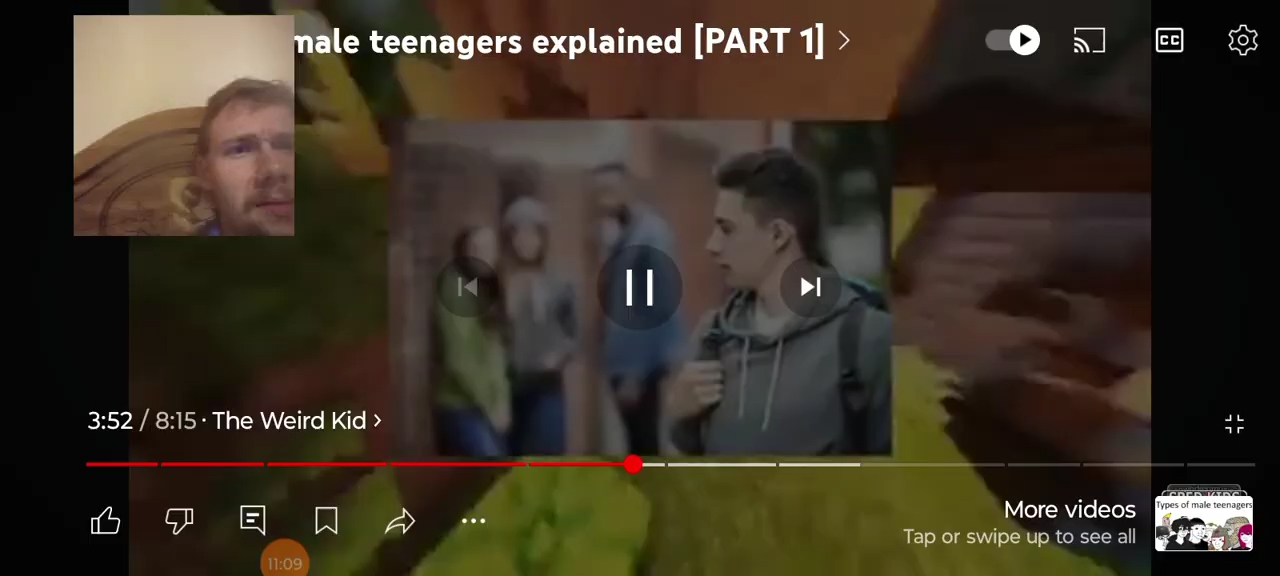 male teenagers explained [PART 1]
CC
3:52 / 8:15 · The Weird Kid
More videos
Tap or swipe up to see all
Types of male teenagers
11:09